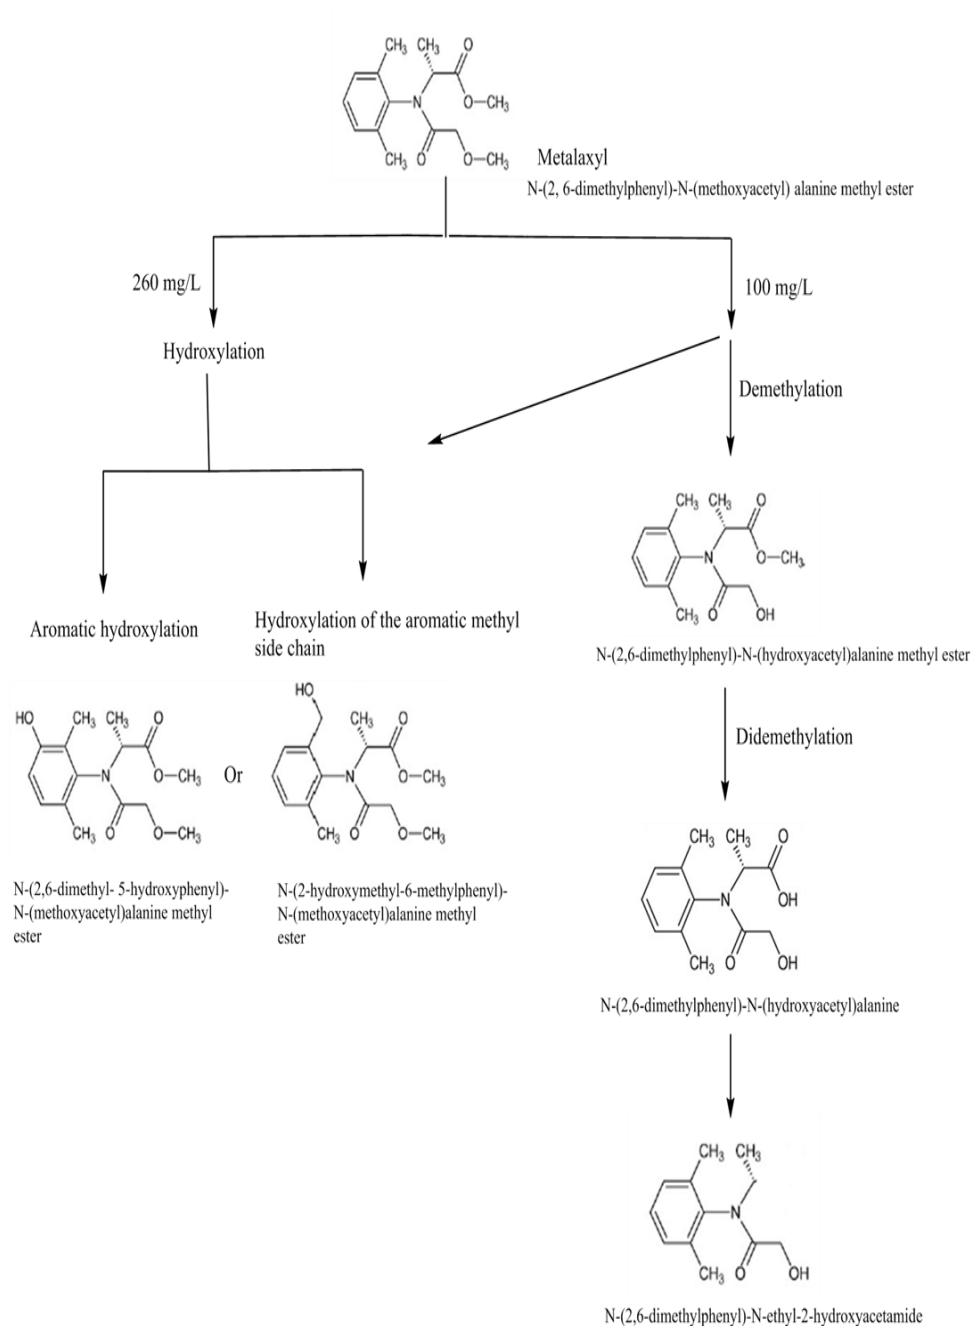 CH3 CH3 O
N O—CH3
CH3 O O—CH3
Metalaxyl
N-(2, 6-dimethylphenyl)-N-(methoxyacetyl) alanine methyl ester
260 mg/L
100 mg/L
Hydroxylation
Demethylation
CH3 CH3 O
N O—CH3
CH3 O OH
N-(2,6-dimethylphenyl)-N-(hydroxyacetyl)alanine methyl ester
Aromatic hydroxylation
Hydroxylation of the aromatic methyl
side chain
HO CH3 CH3 O
N O—CH3
CH3 O O—CH3
Or
HO
CH3 O
N O—CH3
CH3 O O—CH3
N-(2,6-dimethyl- 5-hydroxyphenyl)-
N-(methoxyacetyl)alanine methyl
ester
N-(2-hydroxymethyl-6-methylphenyl)-
N-(methoxyacetyl)alanine methyl
ester
Didemethylation
CH3 CH3 O
N OH
CH3 O OH
N-(2,6-dimethylphenyl)-N-(hydroxyacetyl)alanine
CH3 CH3
N
CH3 O OH
N-(2,6-dimethylphenyl)-N-ethyl-2-hydroxyacetamide